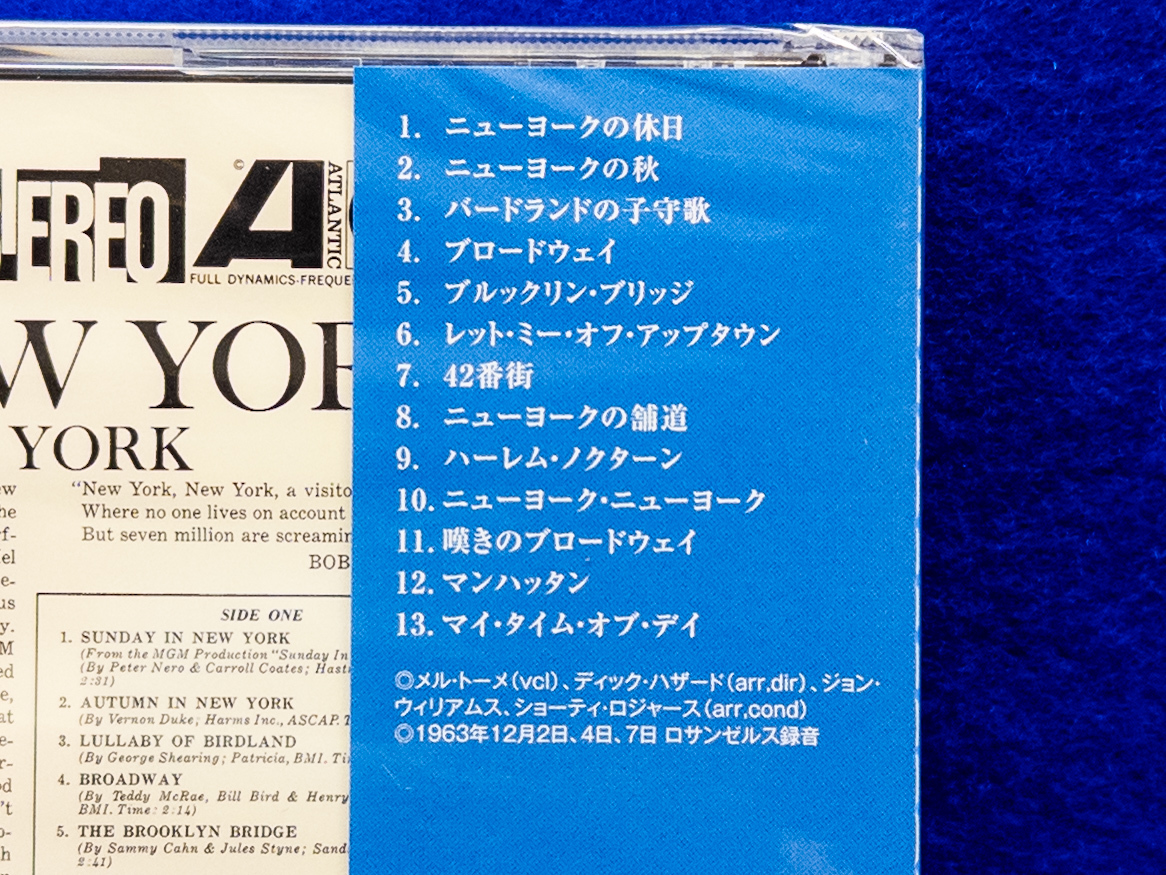 STEREO
©
ATLANTIC
FULL DYNAMICS-FREQUE
W YOR
YORK
"New York, New York, a visito
Where no one lives on account
But seven million are screamin
BOB
SIDE ONE
1. SUNDAY IN NEW YORK
(From the MGM Production "Sunday In
(By Peter Nero & Carroll Coates; Hast
2:31)
2. AUTUMN IN NEW YORK
(By Vernon Duke; Harms Inc., ASCAP. T
3. LULLABY OF BIRDLAND
(By George Shearing; Patricia, BMI. Ti
4. BROADWAY
(By Teddy McRae, Bill Bird & Henry
BMI. Time: 2:14)
5. THE BROOKLYN BRIDGE
(By Sammy Cahn & Jules Styne; Sand
2:41)
1. ニューヨークの休日
2. ニューヨークの秋
3. バードランドの子守歌
4. ブロードウェイ
5. ブルックリン・ブリッジ
6. レット・ミー・オフ・アップタウン
7. 42番街
8. ニューヨークの舗道
9. ハーレム・ノクターン
10. ニューヨーク・ニューヨーク
11. 嘆きのブロードウェイ
12. マンハッタン
13. マイ・タイム・オブ・デイ
◎メル・トーメ(vcl)、ディック・ハザード(arr,dir)、ジョン・
ウィリアムス、ショーティ・ロジャース(arr,cond)
◎1963年12月2日、4日、7日 ロサンゼルス録音